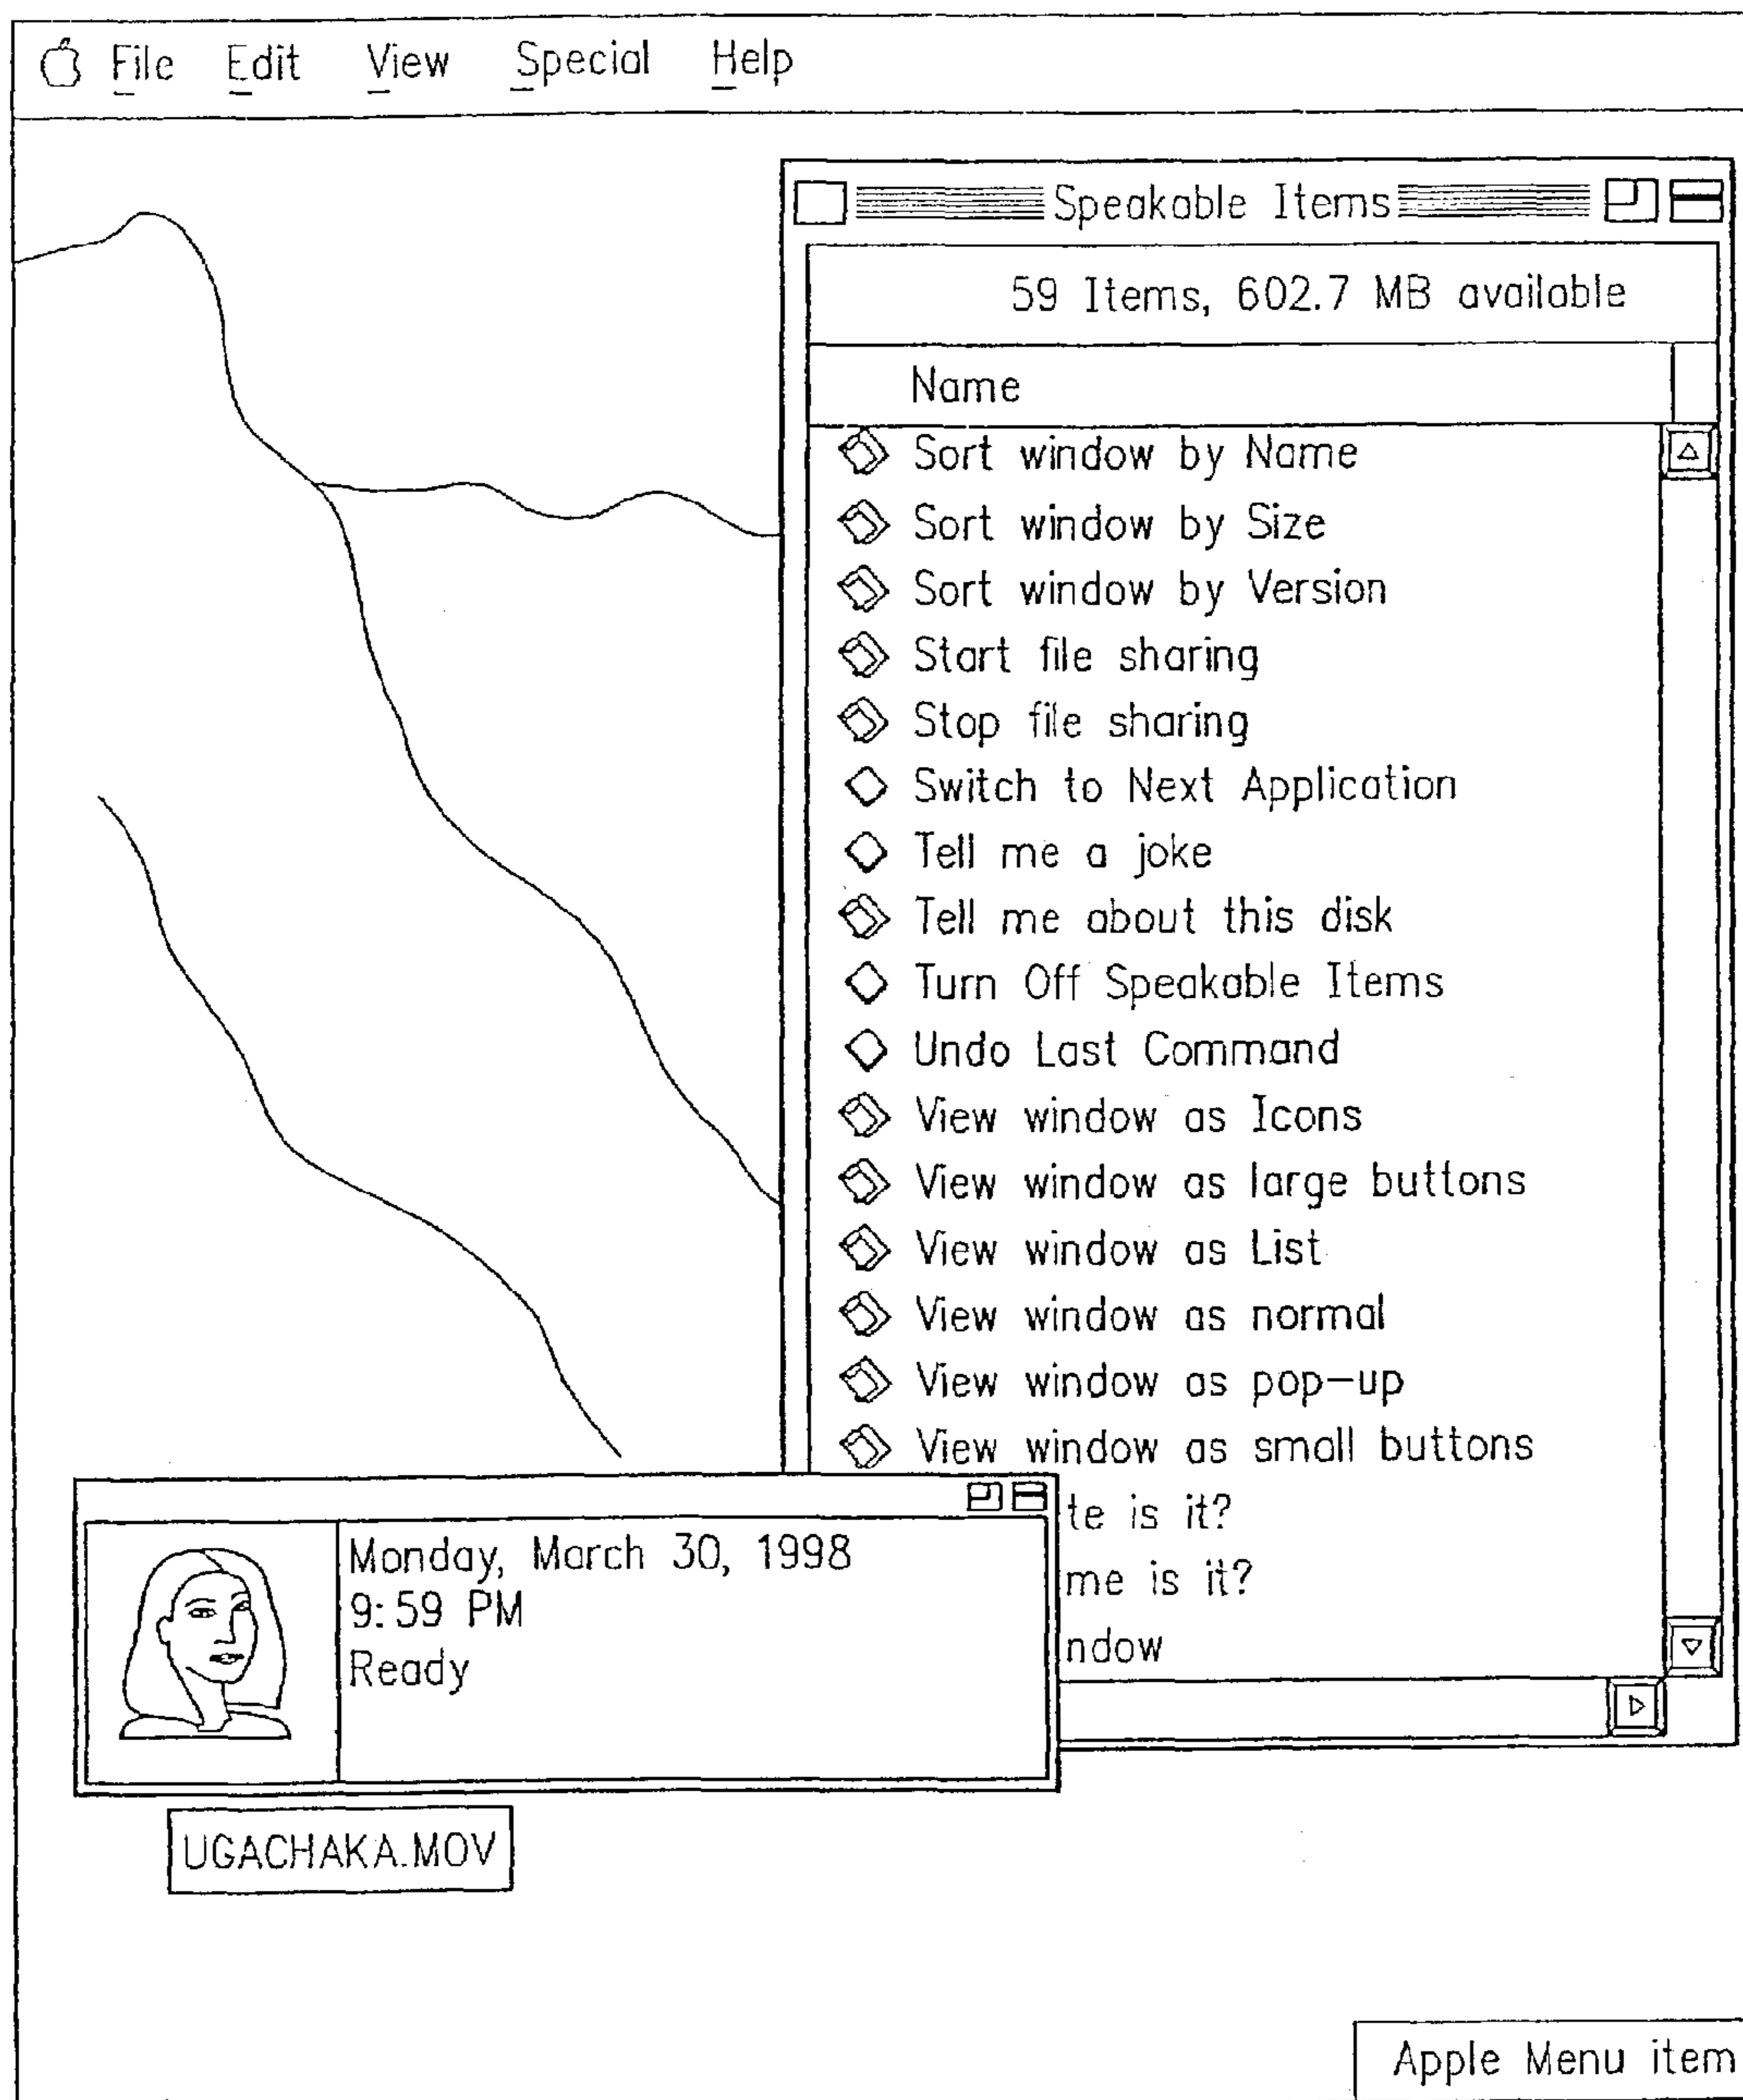 File Edit View Special Help
Speakable Items
59 Items, 602.7 MB available
Name
Sort window by Name
Sort window by Size
Sort window by Version
Start file sharing
Stop file sharing
Switch to Next Application
Tell me a joke
Tell me about this disk
Turn Off Speakable Items
Undo Last Command
View window as Icons
View window as large buttons
View window as List
View window as normal
View window as pop-up
View window as small buttons
te is it?
me is it?
ndow
Monday, March 30, 1998
9:59 PM
Ready
UGACHAKA.MOV
Apple Menu item